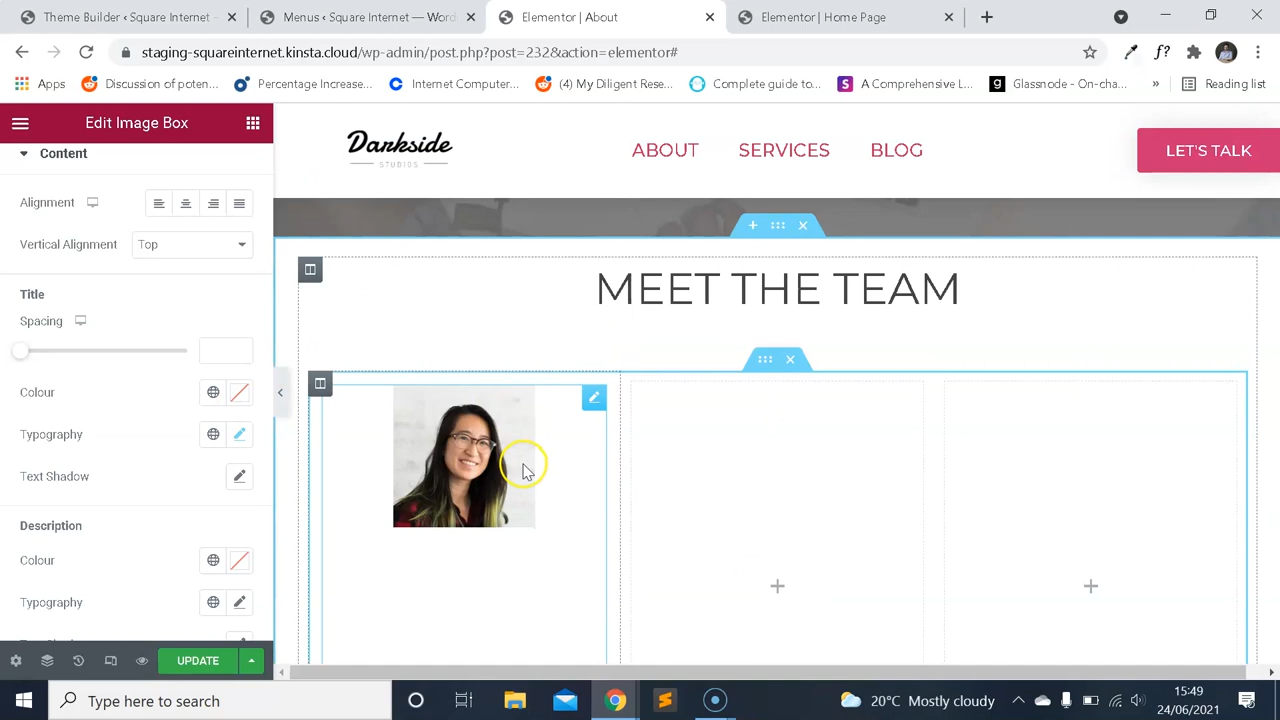 Theme Builder ‹ Square Internet –
Menus ‹ Square Internet — Word
Elementor | About
Elementor | Home Page
staging-squareinternet.kinsta.cloud/wp-admin/post.php?post=232&action=elementor#
Apps
Discussion of poten...
Percentage Increase...
Internet Computer...
(4) My Diligent Rese...
Complete guide to...
A Comprehensive L...
Glassnode - On-cha...
»
Reading list
Edit Image Box
Content
Alignment
Vertical Alignment
Top
Title
Spacing
Colour
Typography
Text Shadow
Description
Colour
Typography
UPDATE
Darkside
STUDIOS
ABOUT
SERVICES
BLOG
LET'S TALK
MEET THE TEAM
Type here to search
20°C Mostly cloudy
15:49
24/06/2021